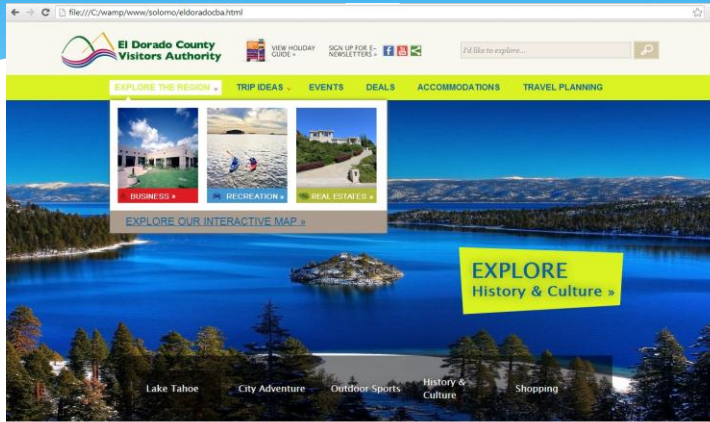 file:///C:/wamp/www/solomo/eldoradocba.html
El Dorado County
Visitors Authority
VIEW HOLIDAY
GUIDE »
SIGN UP FOR E-
NEWSLETTERS »
I'd like to explore...
EXPLORE THE REGION
TRIP IDEAS
EVENTS
DEALS
ACCOMMODATIONS
TRAVEL PLANNING
BUSINESS »
RECREATION »
REAL ESTATES »
EXPLORE OUR INTERACTIVE MAP »
EXPLORE
History & Culture »
Lake Tahoe
City Adventure
Outdoor Sports
History &
Culture
Shopping